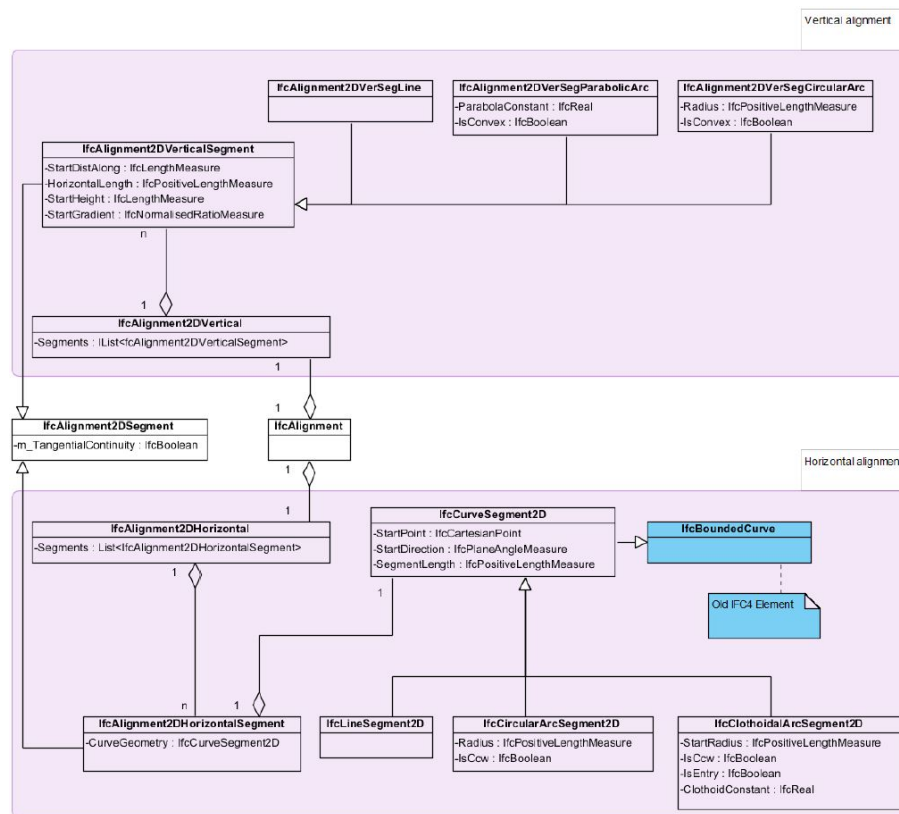 Vertical alignment
IfcAlignment2DVerSegLine
IfcAlignment2DVerSegParabolicArc
-ParabolaConstant : IfcReal
-IsConvex : IfcBoolean
IfcAlignment2DVerSegCircularArc
-Radius : IfcPositiveLengthMeasure
-IsConvex : IfcBoolean
IfcAlignment2DVerticalSegment
-StartDistAlong : IfcLengthMeasure
-HorizontalLength : IfcPositiveLengthMeasure
-StartHeight : IfcLengthMeasure
-StartGradient : IfcNormalisedRatioMeasure
n
1
IfcAlignment2DVertical
-Segments : IList<fcAlignment2DVerticalSegment>
1
1
IfcAlignment2DSegment
-m_TangentialContinuity : IfcBoolean
IfcAlignment
1
Horizontal alignment
1
IfcAlignment2DHorizontal
-Segments : List<IfcAlignment2DHorizontalSegment>
1
IfcCurveSegment2D
-StartPoint : IfcCartesianPoint
-StartDirection : IfcPlaneAngleMeasure
-SegmentLength : IfcPositiveLengthMeasure
1
IfcBoundedCurve
Old IFC4 Element
n
1
IfcAlignment2DHorizontalSegment
-CurveGeometry : IfcCurveSegment2D
IfcLineSegment2D
IfcCircularArcSegment2D
-Radius : IfcPositiveLengthMeasure
-IsCcw : IfcBoolean
IfcClothoidalArcSegment2D
-StartRadius : IfcPositiveLengthMeasure
-IsCcw : IfcBoolean
-IsEntry : IfcBoolean
-ClothoidConstant : IfcReal